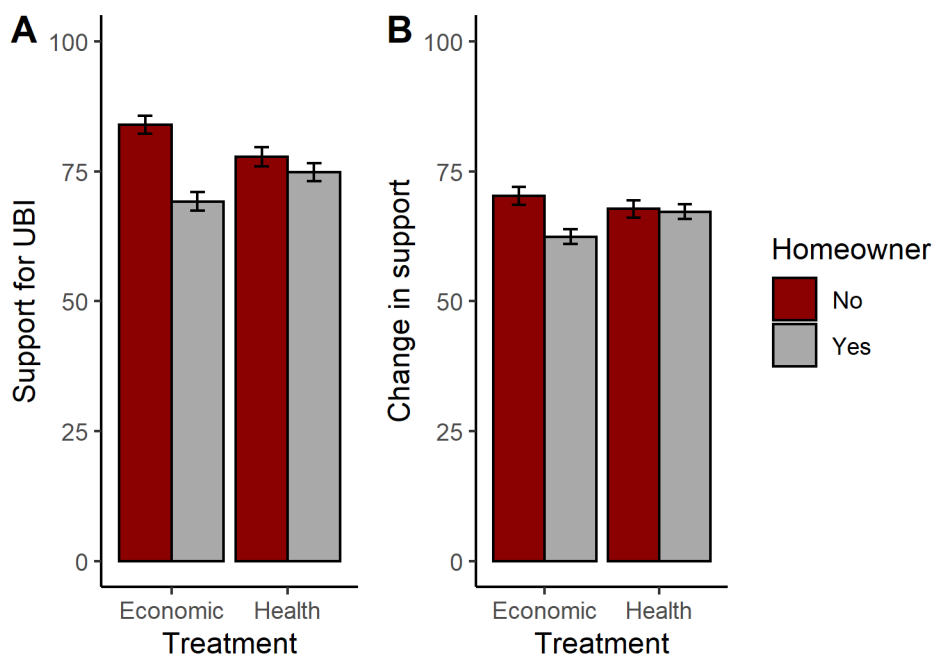 A
Support for UBI
100
75
50
25
0
Economic
Health
Treatment
B
Change in support
100
75
50
25
0
Economic
Health
Treatment
Homeowner
No
Yes